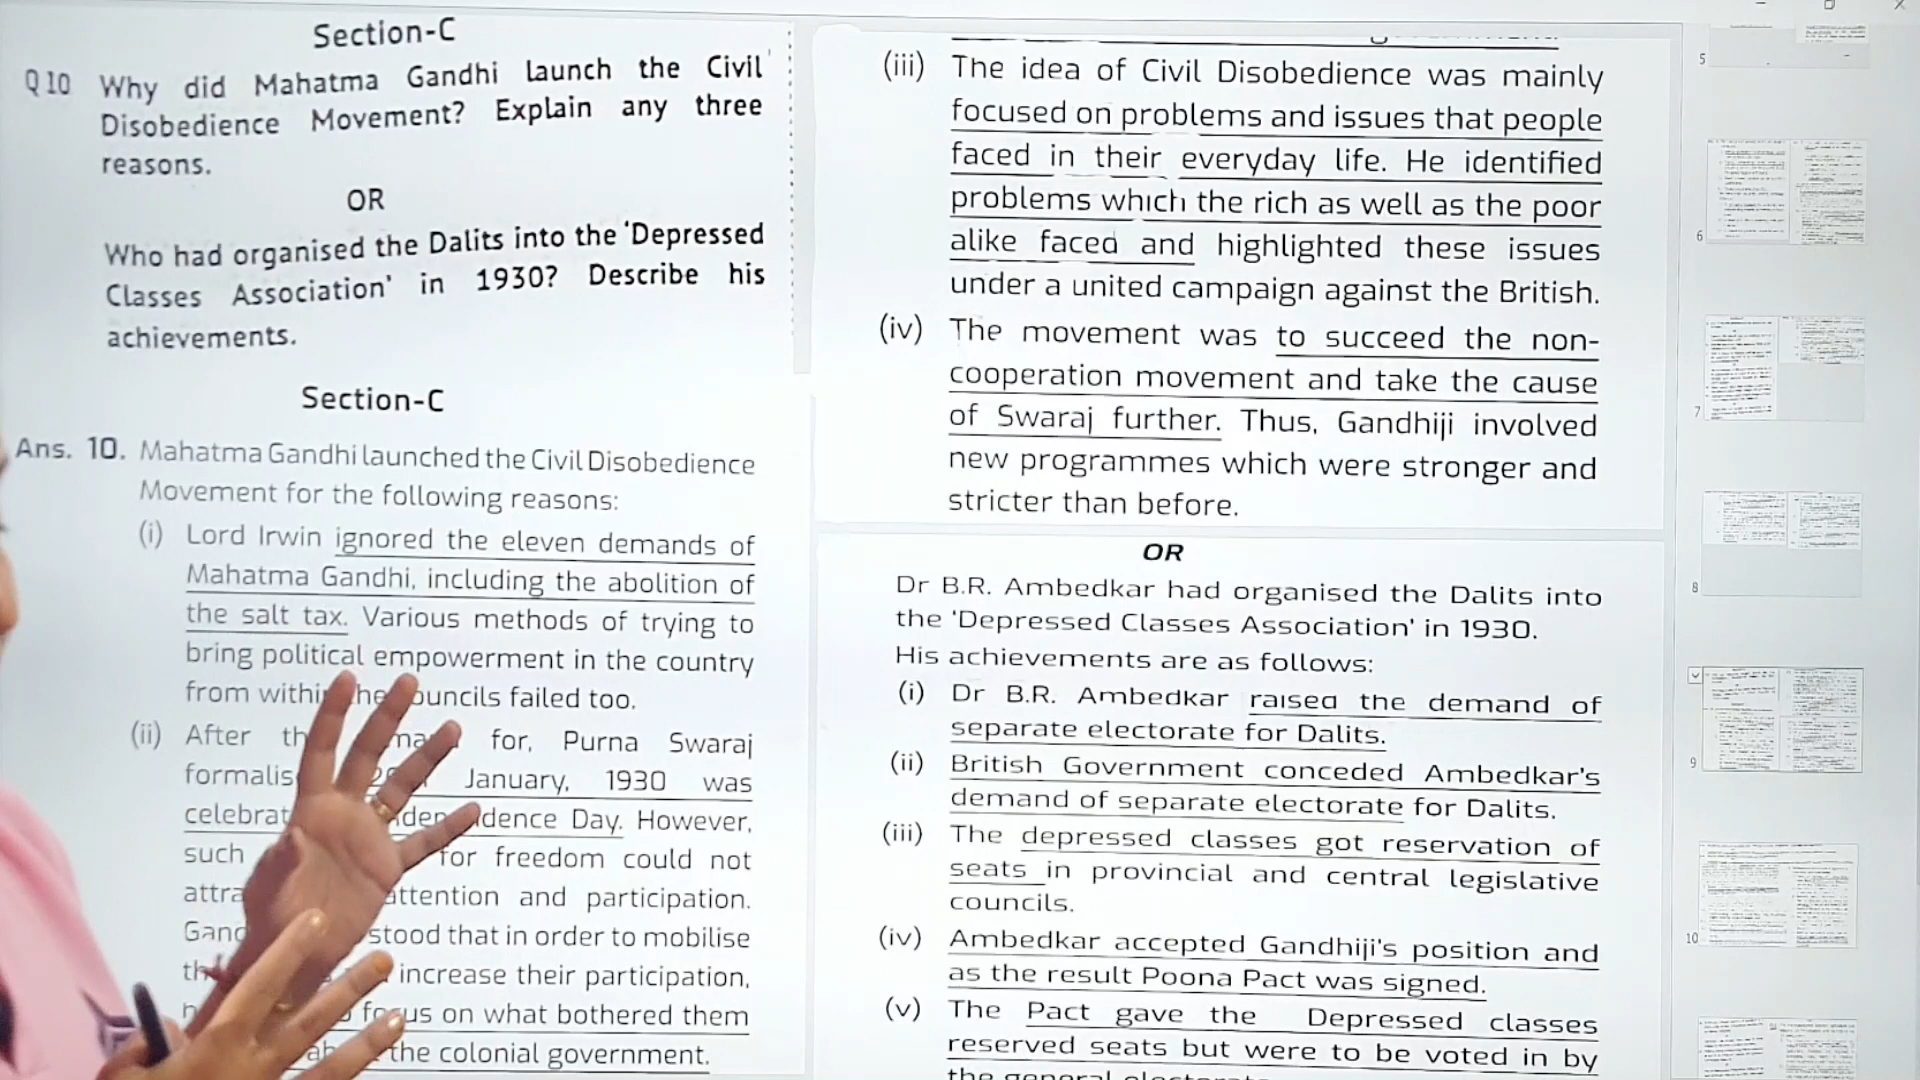 Section-C
Q 10 Why did Mahatma Gandhi launch the Civil
Disobedience Movement? Explain any three
reasons.
OR
Who had organised the Dalits into the 'Depressed
Classes Association' in 1930? Describe his
achievements.
Section-C
Ans. 10. Mahatma Gandhi launched the Civil Disobedience
Movement for the following reasons:
(i) Lord Irwin ignored the eleven demands of
Mahatma Gandhi, including the abolition of
the salt tax. Various methods of trying to
bring political empowerment in the country
from within councils failed too.
(ii) After for, Purna Swaraj
January, 1930 was
Day. However,
such for freedom could not
attention and participation.
that in order to mobilise
increase their participation,
focus on what bothered them
the colonial government.
(iii) The idea of Civil Disobedience was mainly
focused on problems and issues that people
faced in their everyday life. He identified
problems which the rich as well as the poor
alike faced and highlighted these issues
under a united campaign against the British.
(iv) The movement was to succeed the non-
cooperation movement and take the cause
of Swaraj further. Thus, Gandhiji involved
new programmes which were stronger and
stricter than before.
OR
Dr B.R. Ambedkar had organised the Dalits into
the 'Depressed Classes Association' in 1930.
His achievements are as follows:
(i) Dr B.R. Ambedkar raised the demand of
separate electorate for Dalits.
(ii) British Government conceded Ambedkar's
demand of separate electorate for Dalits.
(iii) The depressed classes got reservation of
seats in provincial and central legislative
councils.
(iv) Ambedkar accepted Gandhiji's position and
as the result Poona Pact was signed.
(v) The Pact gave the Depressed classes
reserved seats but were to be voted in by
5
6
7
8
9
10